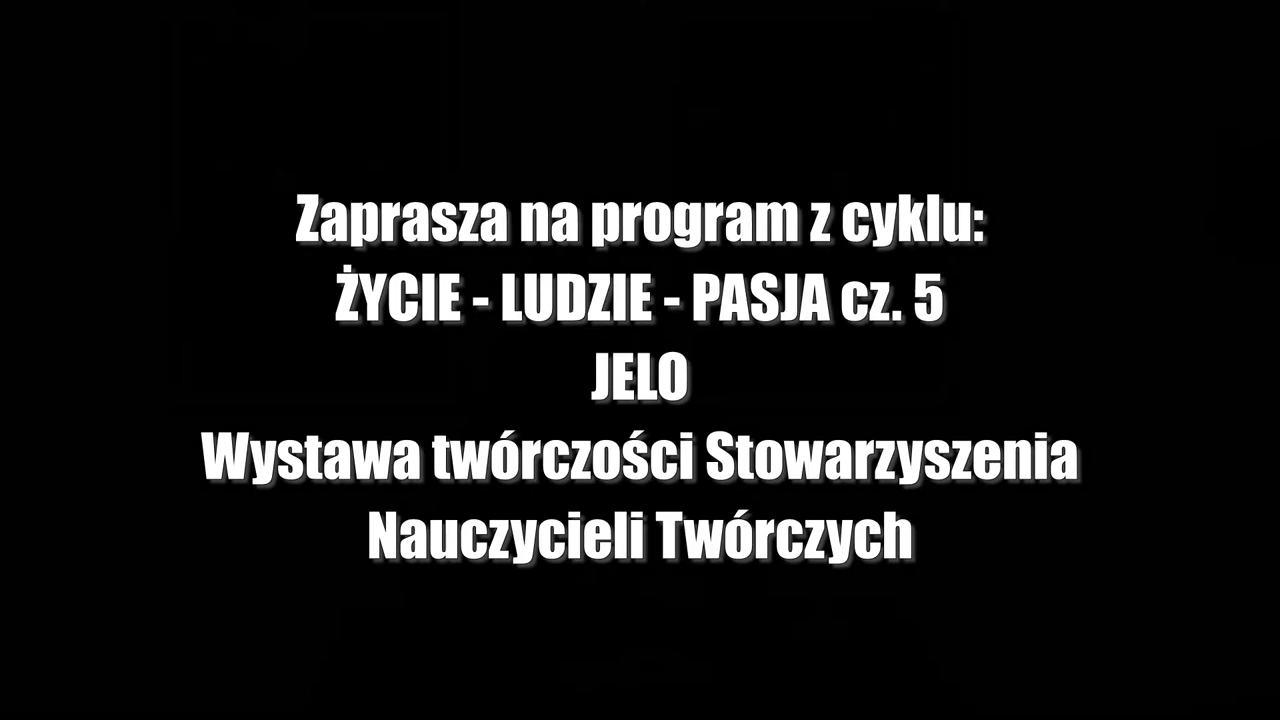 Zaprasza na program z cyklu:
ŻYCIE - LUDZIE - PASJA cz. 5
JELO
Wystawa twórczości Stowarzyszenia
Nauczycieli Twórczych